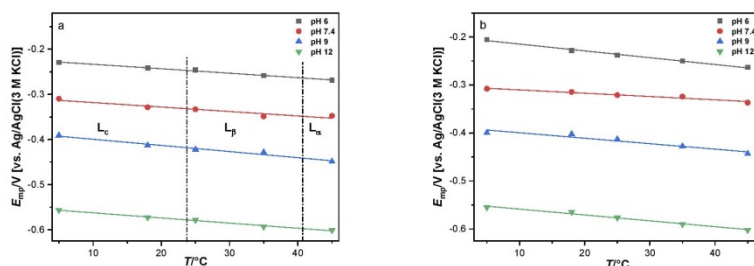 a
pH 6
pH 7.4
pH 9
pH 12
-0.2
-0.3
-0.4
-0.5
-0.6
Emp/V [vs. Ag/AgCl(3 M KCl)]
Lc
Lβ
Lα
10
20
30
40
T/°C
b
pH 6
pH 7.4
pH 9
pH 12
-0.2
-0.3
-0.4
-0.5
-0.6
Emp/V [vs. Ag/AgCl(3 M KCl)]
10
20
30
40
T/°C